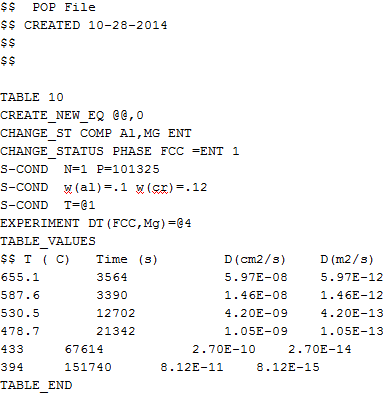 $$  POP File
$$ CREATED 10-28-2014
$$
$$
TABLE 10
CREATE_NEW_EQ @@,0
CHANGE_ST COMP Al,MG ENT
CHANGE_STATUS PHASE FCC =ENT 1
S-COND  N=1 P=101325
S-COND  w(al)=.1 w(cr)=.12
S-COND  T=@1
EXPERIMENT DT(FCC,Mg)=@4
TABLE_VALUES
$$ T ( C)   Time (s)        D(cm2/s)    D(m2/s)
655.1       3564            5.97E-08    5.97E-12
587.6       3390            1.46E-08    1.46E-12
530.5       12702           4.20E-09    4.20E-13
478.7       21342           1.05E-09    1.05E-13
433     67614           2.70E-10    2.70E-14
394     151740      8.12E-11    8.12E-15
TABLE_END